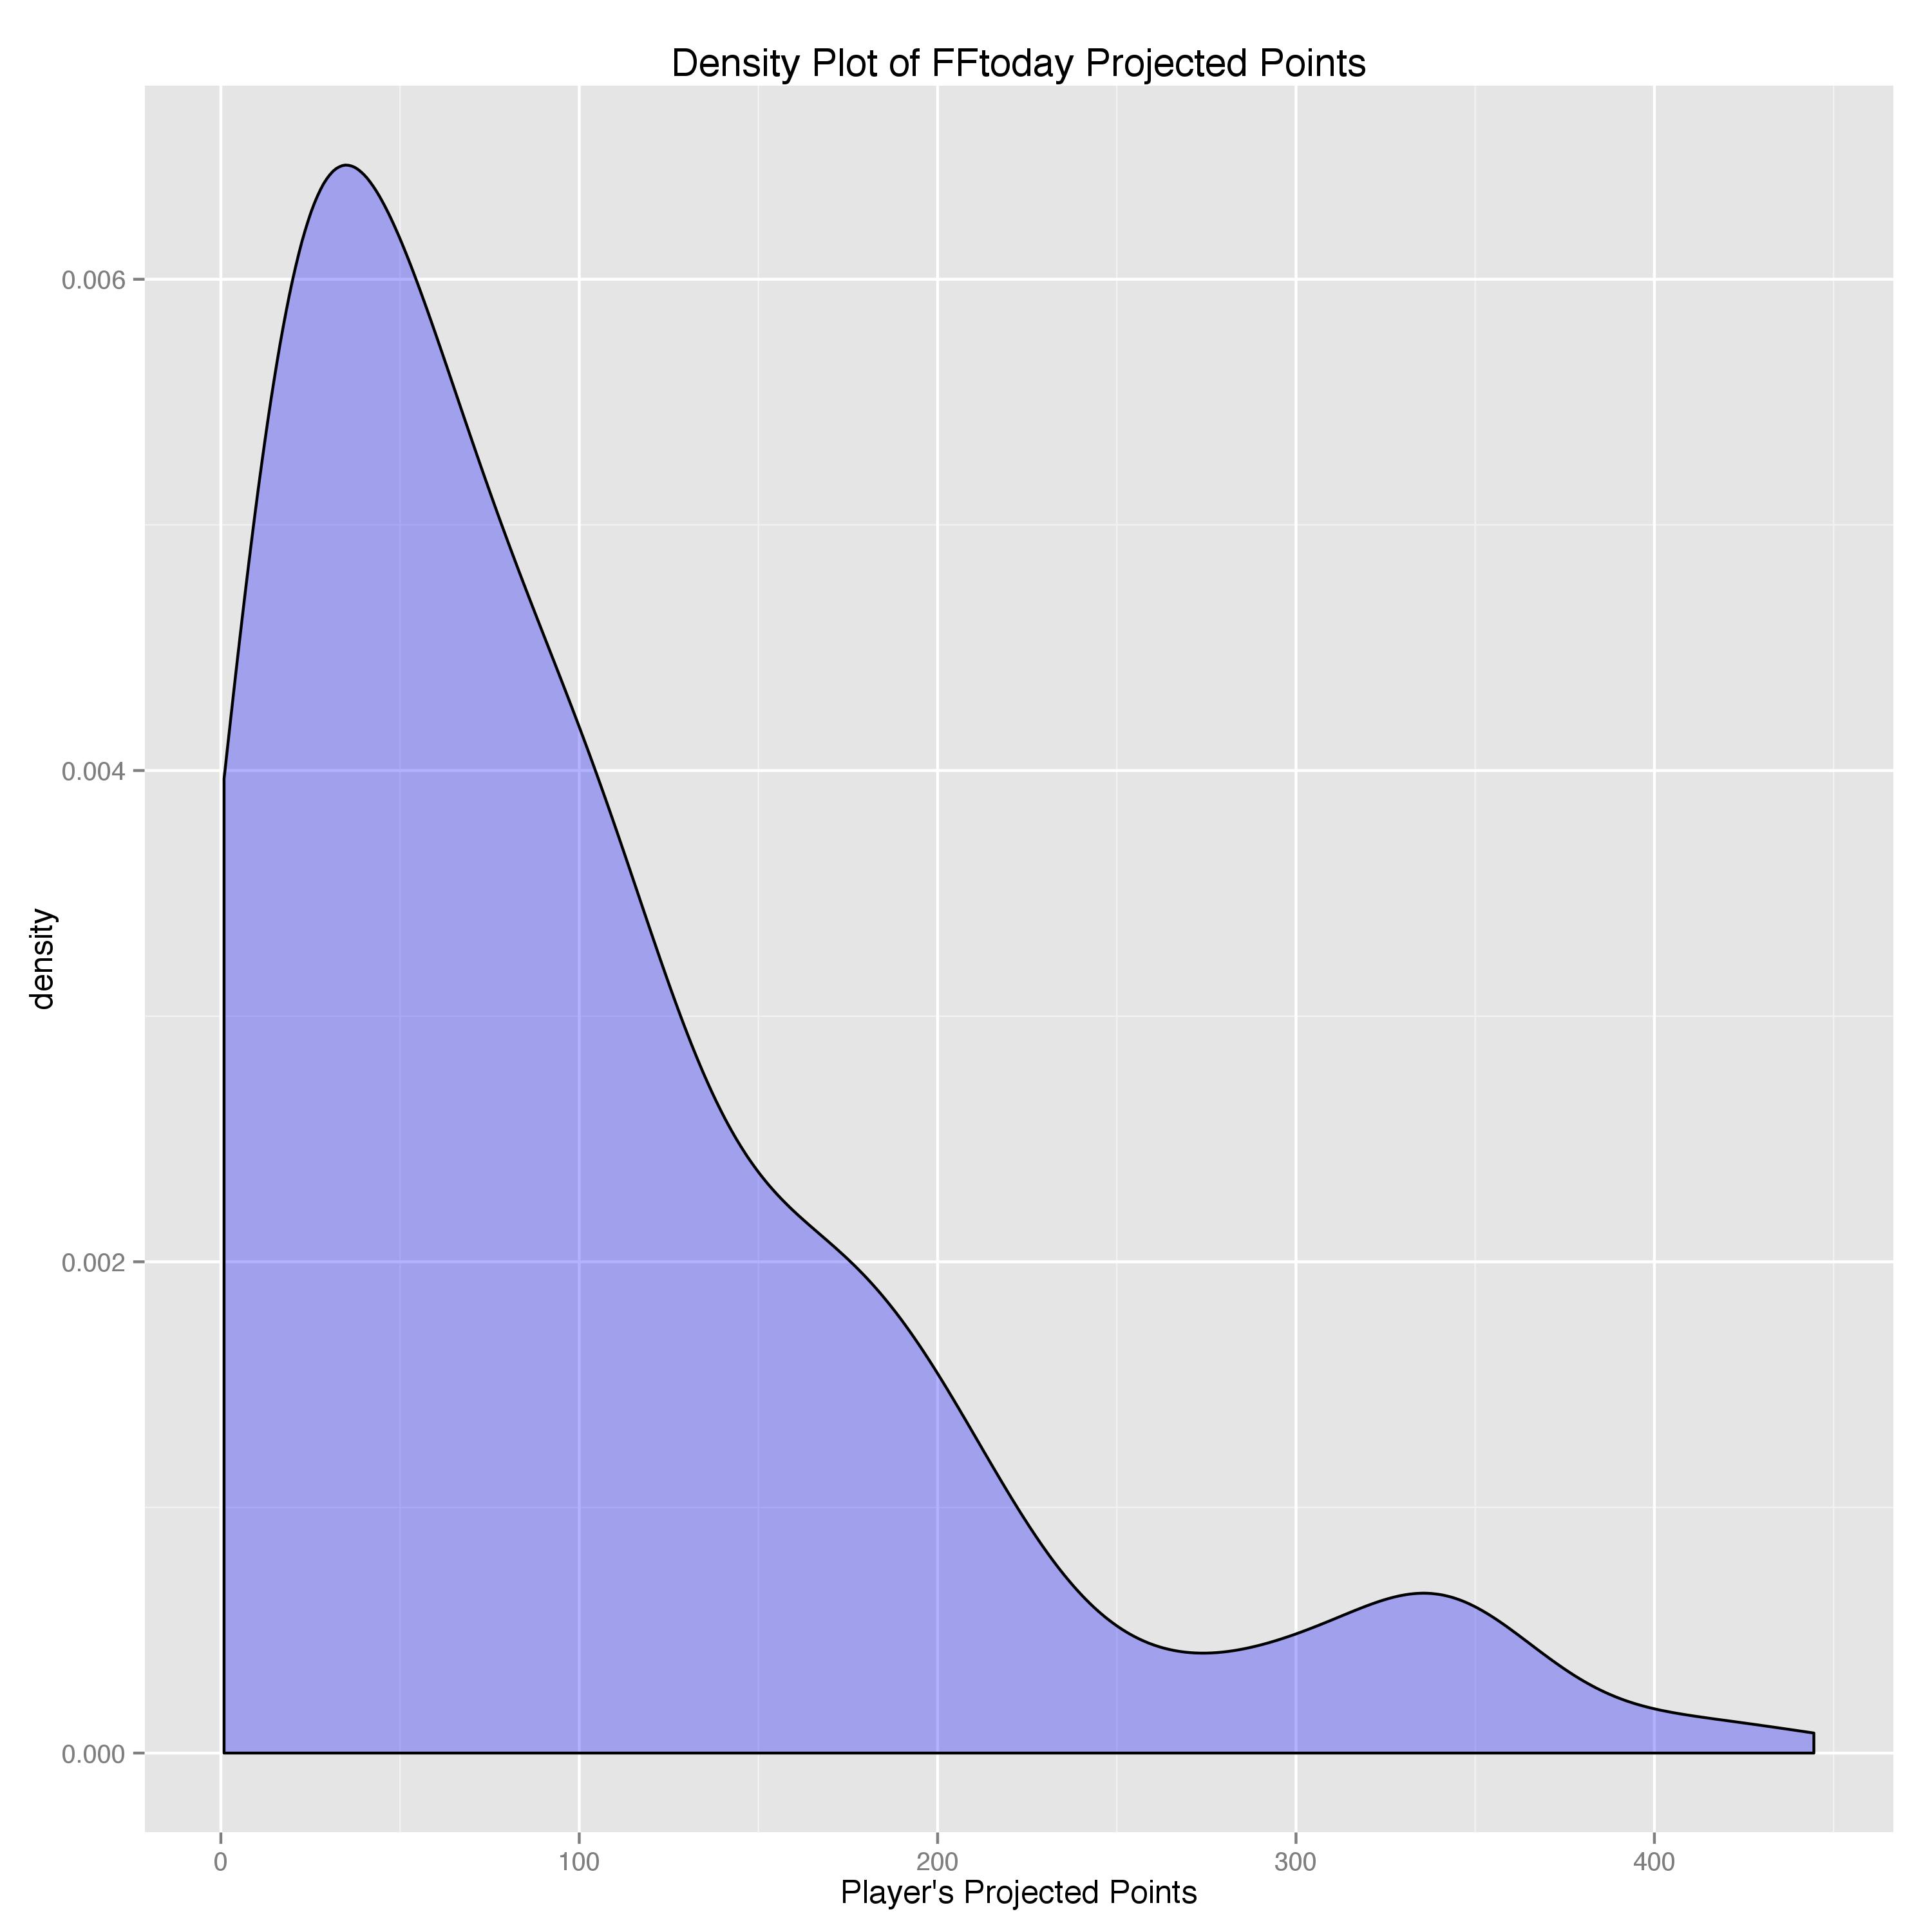 Density Plot of FFtoday Projected Points
density
0.006
0.004
0.002
0.000
0 100 200 300 400
Player's Projected Points